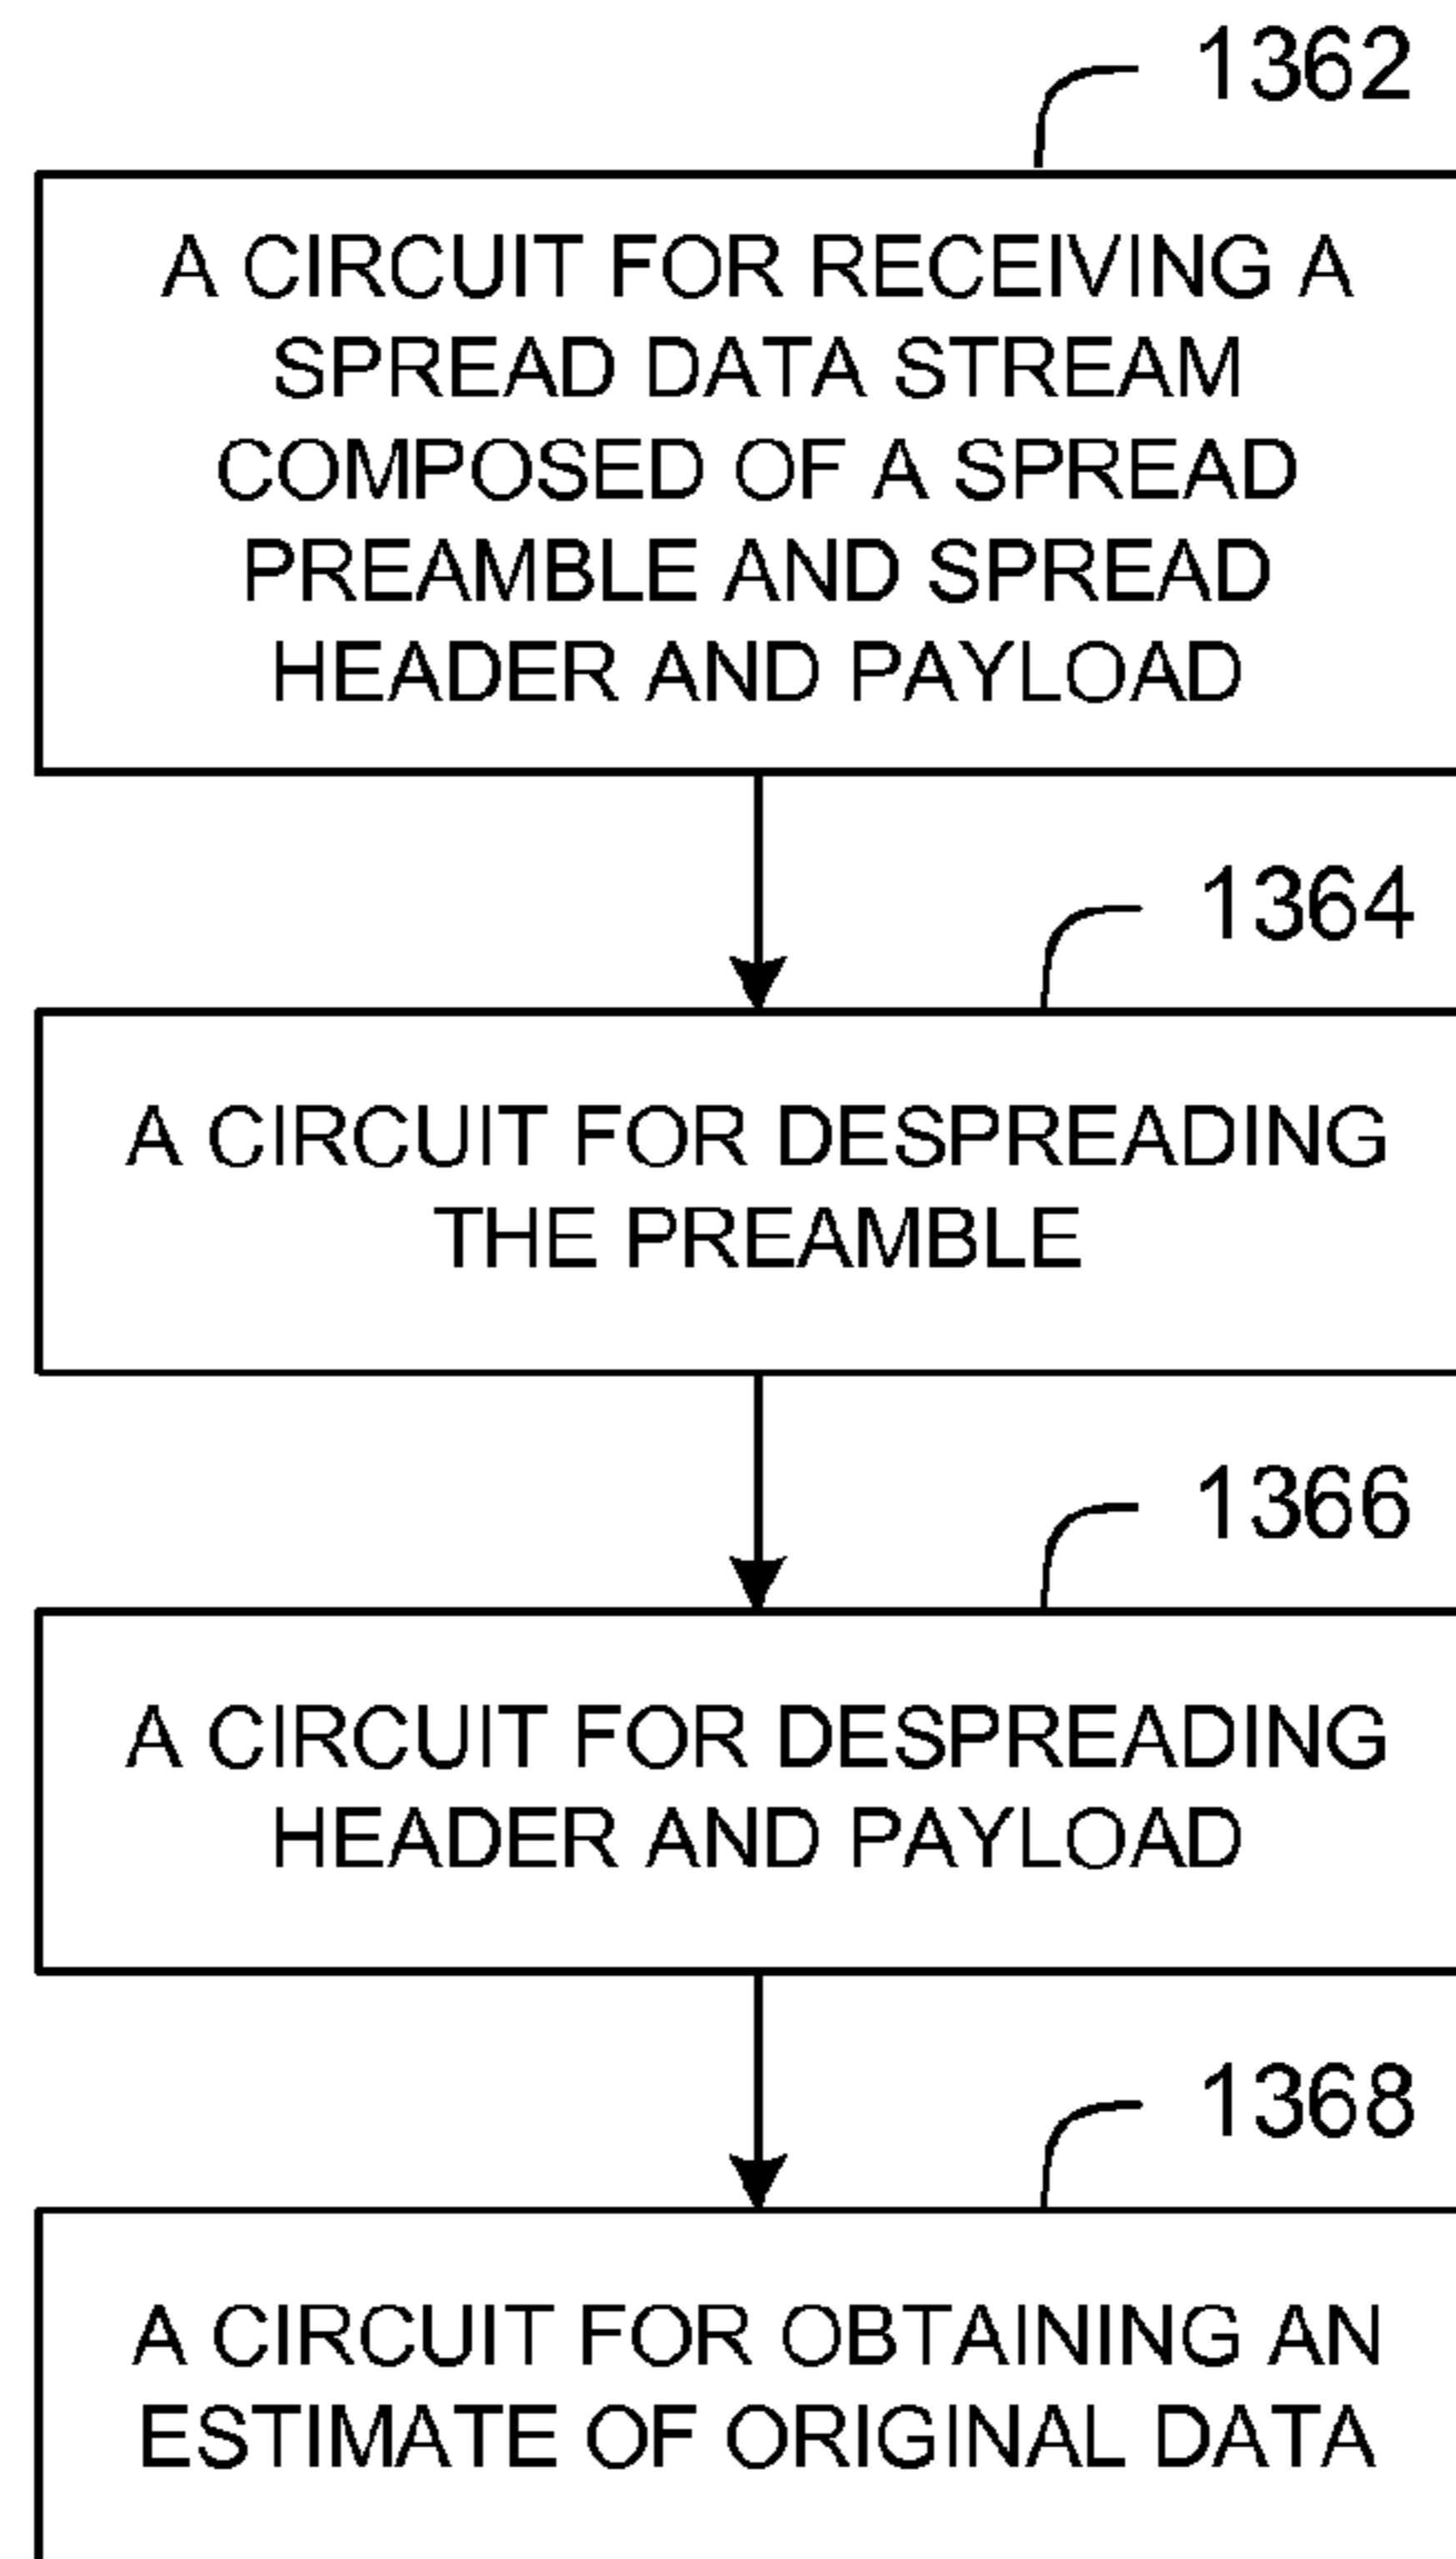 1362
A CIRCUIT FOR RECEIVING A
SPREAD DATA STREAM
COMPOSED OF A SPREAD
PREAMBLE AND SPREAD
HEADER AND PAYLOAD
1364
A CIRCUIT FOR DESPREADING
THE PREAMBLE
1366
A CIRCUIT FOR DESPREADING
HEADER AND PAYLOAD
1368
A CIRCUIT FOR OBTAINING AN
ESTIMATE OF ORIGINAL DATA